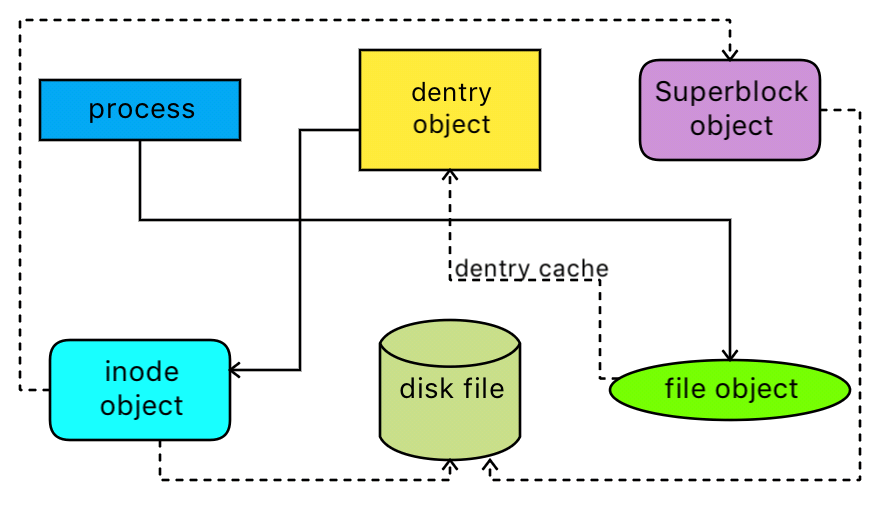 process
dentry
object
Superblock
object
dentry cache
inode
object
disk file
file object